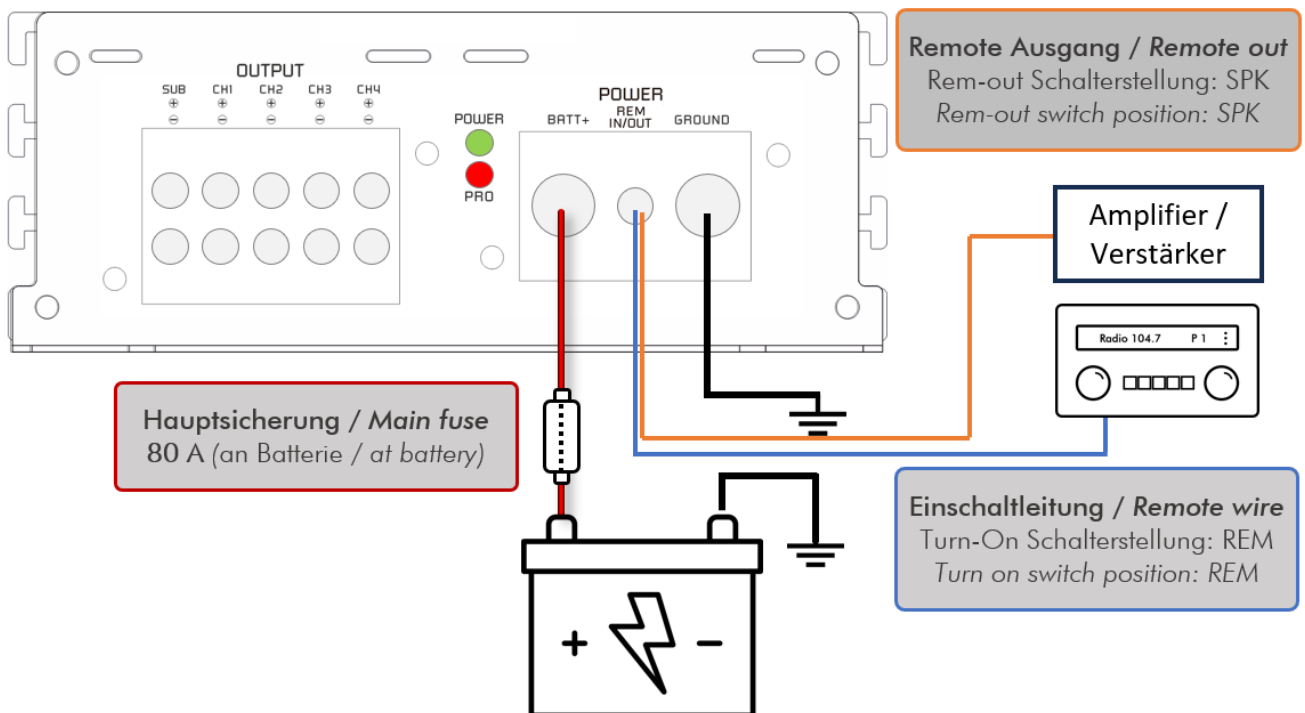 OUTPUT
SUB CH1 CH2 CH3 CH4
⊕ ⊕ ⊕ ⊕ ⊕
⊖ ⊖ ⊖ ⊖ ⊖
POWER
PRO
POWER
BATT+ REM IN/OUT GROUND
Remote Ausgang / Remote out
Rem-out Schalterstellung: SPK
Rem-out switch position: SPK
Amplifier /
Verstärker
Radio 104.7 P 1
Hauptsicherung / Main fuse
80 A (an Batterie / at battery)
Einschaltleitung / Remote wire
Turn-On Schalterstellung: REM
Turn on switch position: REM
+ -